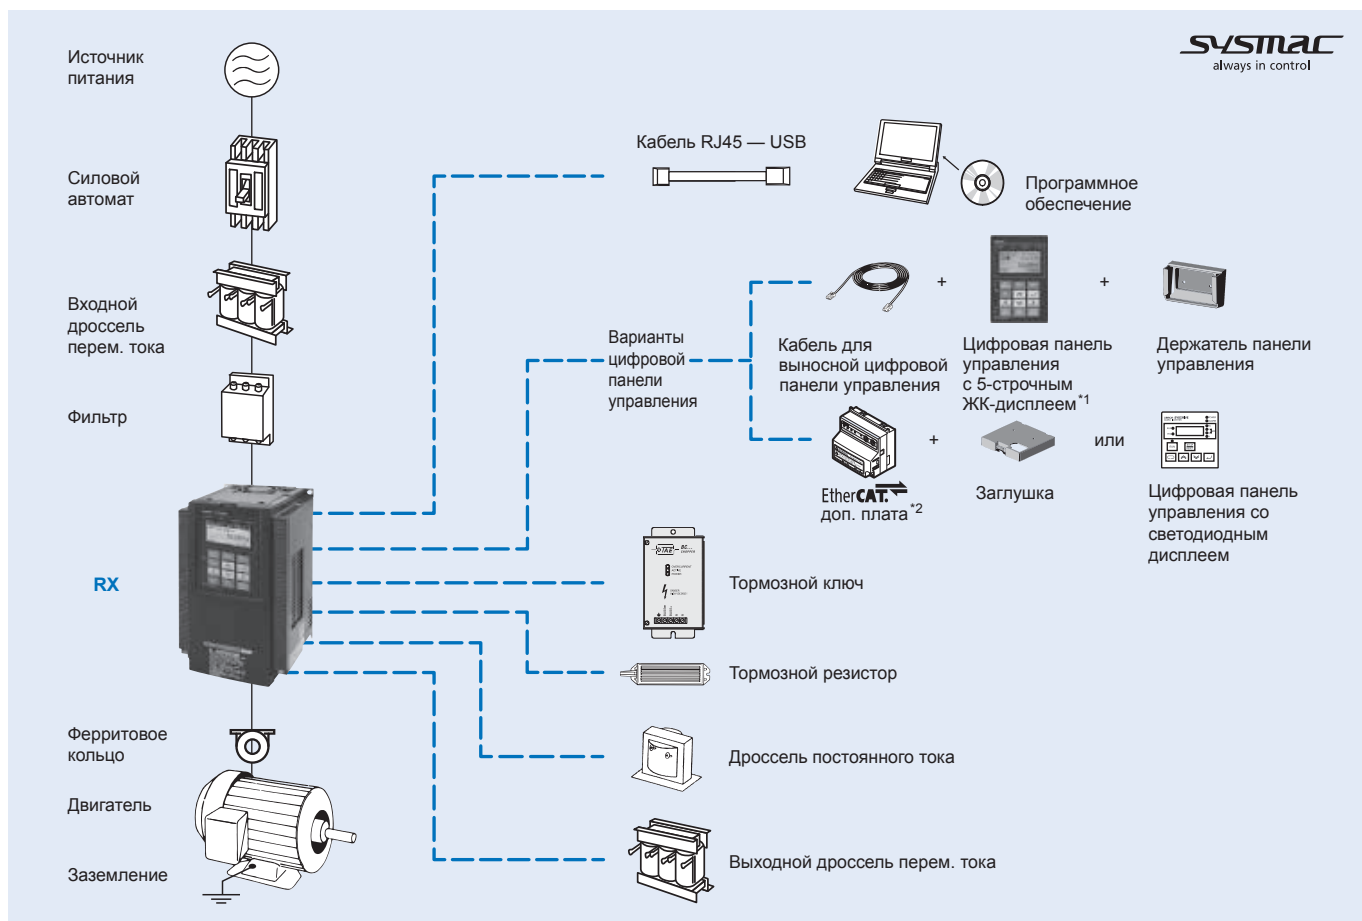 sysmac
always in control
Источник
питания
Силовой
автомат
Входной
дроссель
перем. тока
Фильтр
RX
Ферритовое
кольцо
Двигатель
Заземление
Кабель RJ45 — USB
Программное
обеспечение
Варианты
цифровой
панели
управления
+
+
Кабель для
выносной цифровой
панели управления
Цифровая панель
управления
с 5-строчным
ЖК-дисплеем*1
Держатель панели
управления
+
или
EtherCAT.
доп. плата*2
Заглушка
Цифровая панель
управления со
светодиодным
дисплеем
Тормозной ключ
Тормозной резистор
Дроссель постоянного тока
Выходной дроссель перем. тока